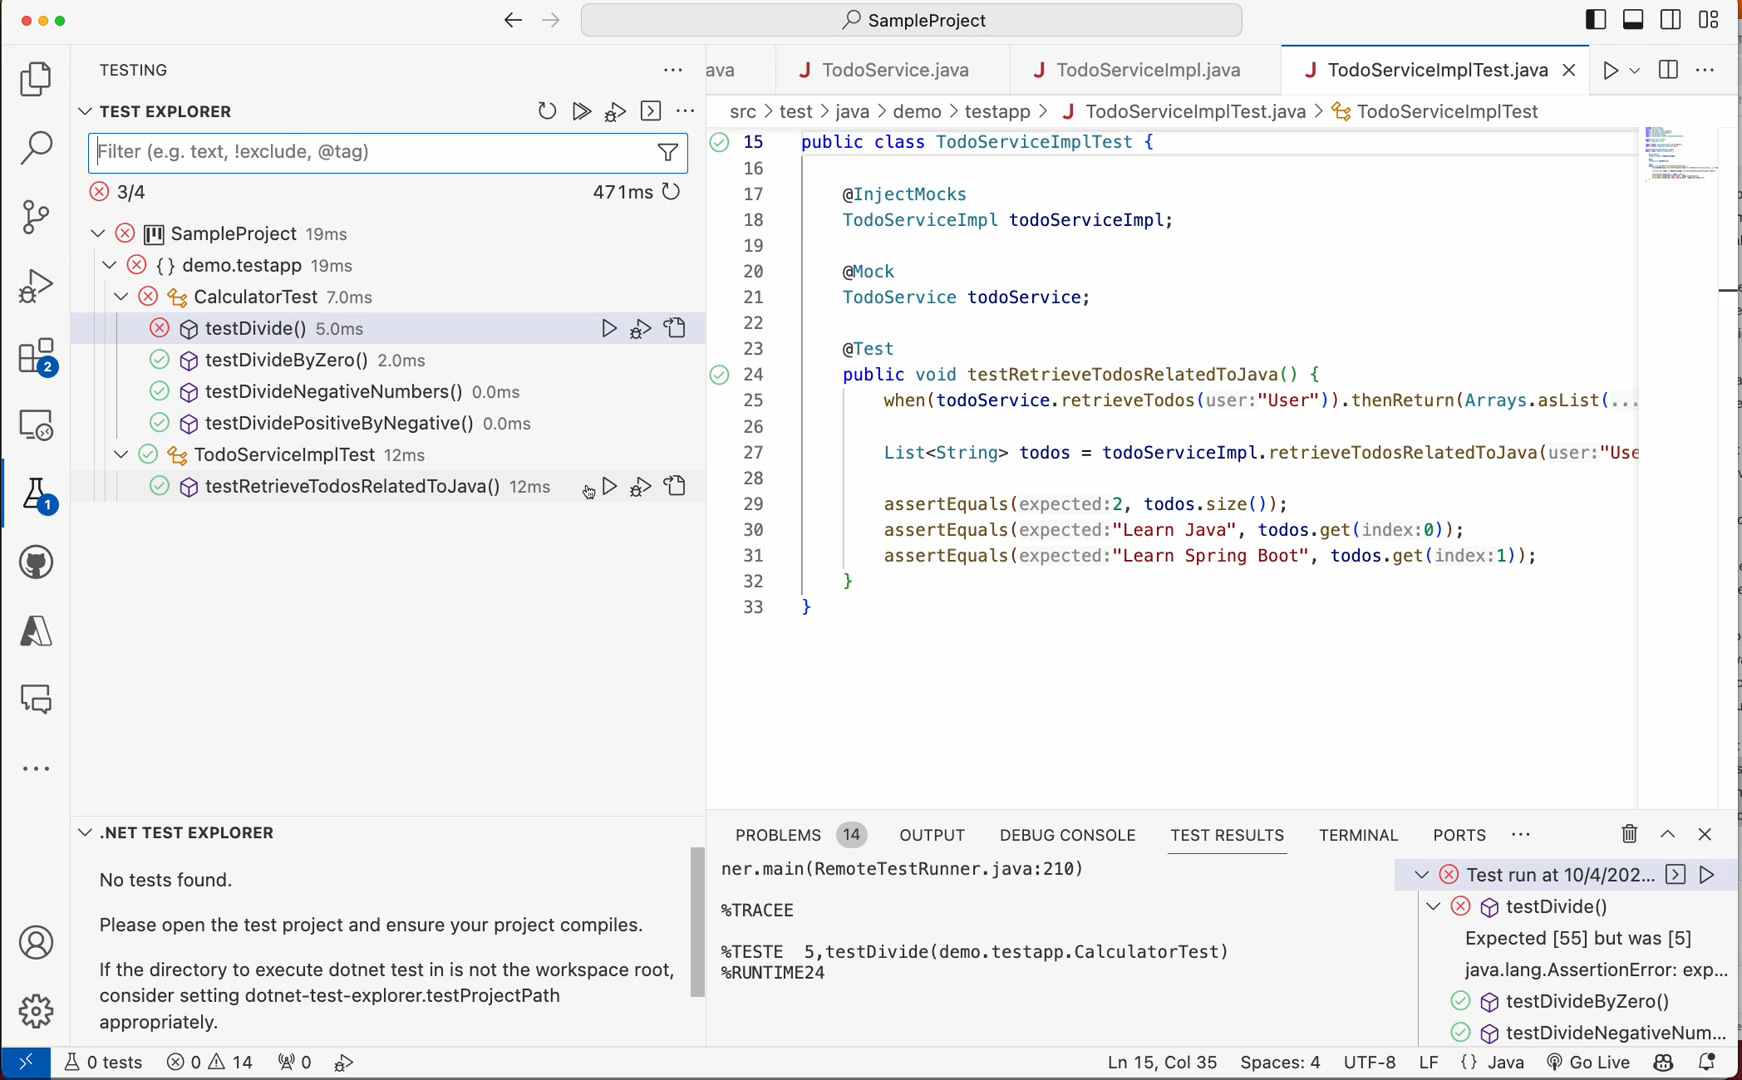 SampleProject
TESTING
TEST EXPLORER
Filter (e.g. text, !exclude, @tag)
3/4
471ms
SampleProject 19ms
{} demo.testapp 19ms
CalculatorTest 7.0ms
testDivide() 5.0ms
testDivideByZero() 2.0ms
testDivideNegativeNumbers() 0.0ms
testDividePositiveByNegative() 0.0ms
TodoServiceImplTest 12ms
testRetrieveTodosRelatedToJava() 12ms
2
1
.NET TEST EXPLORER
No tests found.
Please open the test project and ensure your project compiles.
If the directory to execute dotnet test in is not the workspace root,
consider setting dotnet-test-explorer.testProjectPath
appropriately.
ava
J TodoService.java
J TodoServiceImpl.java
J TodoServiceImplTest.java
src > test > java > demo > testapp > J TodoServiceImplTest.java > TodoServiceImplTest
15 public class TodoServiceImplTest {
16
17 @InjectMocks
18 TodoServiceImpl todoServiceImpl;
19
20 @Mock
21 TodoService todoService;
22
23 @Test
24 public void testRetrieveTodosRelatedToJava() {
25 when(todoService.retrieveTodos(user:"User")).thenReturn(Arrays.asList(...
26
27 List<String> todos = todoServiceImpl.retrieveTodosRelatedToJava(user:"Use
28
29 assertEquals(expected:2, todos.size());
30 assertEquals(expected:"Learn Java", todos.get(index:0));
31 assertEquals(expected:"Learn Spring Boot", todos.get(index:1));
32 }
33 }
PROBLEMS 14 OUTPUT DEBUG CONSOLE TEST RESULTS TERMINAL PORTS
ner.main(RemoteTestRunner.java:210)
%TRACEE
%TESTE 5,testDivide(demo.testapp.CalculatorTest)
%RUNTIME24
Test run at 10/4/202...
testDivide()
Expected [55] but was [5]
java.lang.AssertionError: exp...
testDivideByZero()
testDivideNegativeNum...
0 tests
0 14
0
Ln 15, Col 35
Spaces: 4
UTF-8
LF
{} Java
Go Live